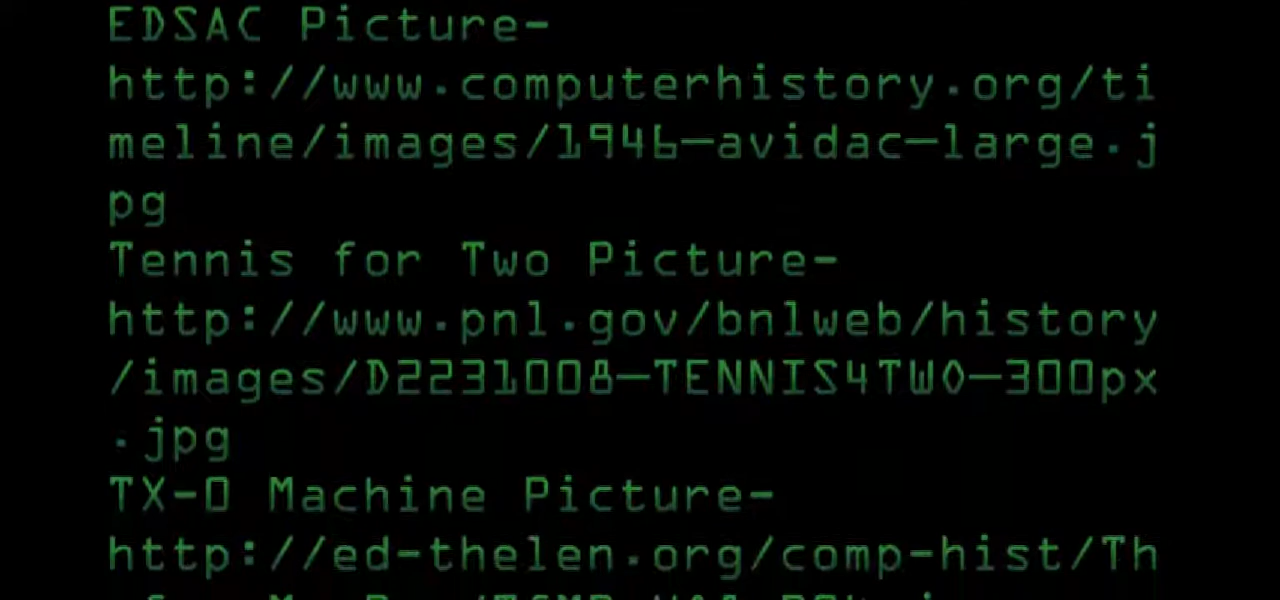 EDSAC Picture-
http://www.computerhistory.org/ti
meline/images/1946-avidac-large.j
pg
Tennis for Two Picture-
http://www.pnl.gov/bnlweb/history
/images/D2231008-TENNIS4TWO-300px
.jpg
TX-0 Machine Picture-
http://ed-thelen.org/comp-hist/Th